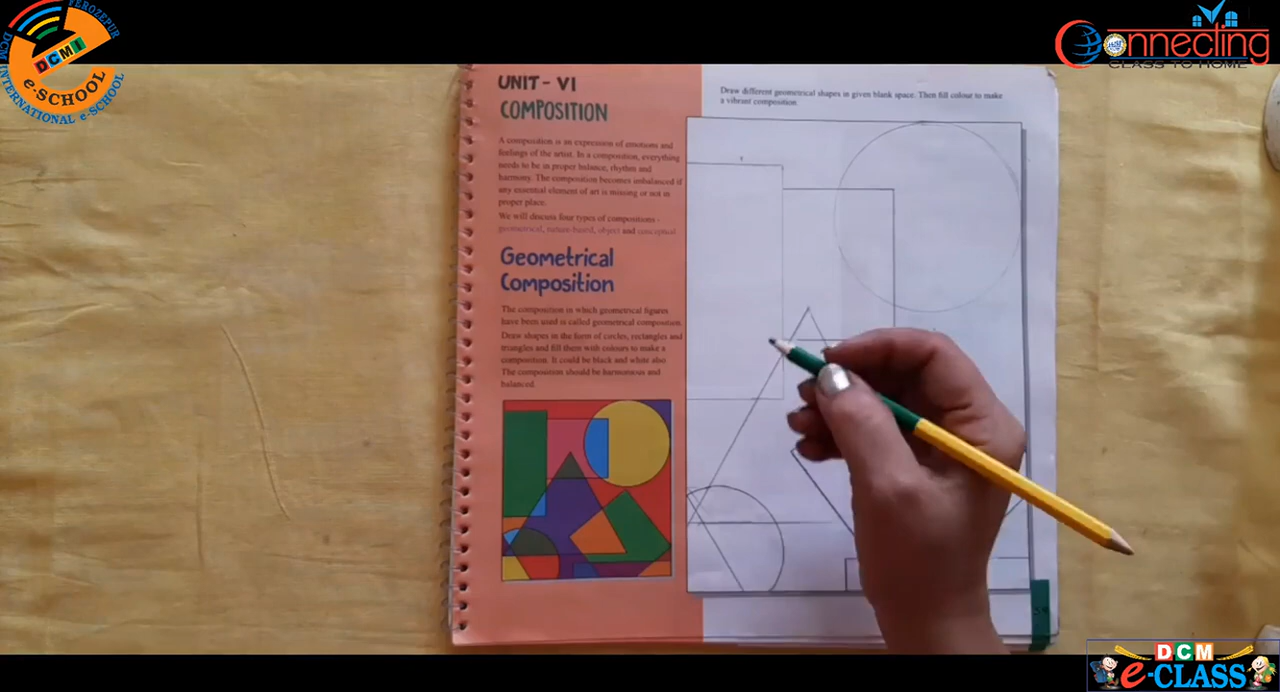 DCM INTERNATIONAL e-SCHOOL
FEROZEPUR
DCMI
e-SCHOOL
Connecting
CLASS TO HOME
UNIT - VI
COMPOSITION
A composition is an expression of emotions and
feelings of the artist. In a composition, everything
needs to be in proper balance, rhythm and
harmony. The composition becomes imbalanced if
any essential element of art is missing or not in
proper place.
We will discuss four types of compositions -
geometrical, nature-based, object and conceptual
Geometrical
Composition
The composition in which geometrical figures
have been used is called geometrical composition.
Draw shapes in the form of circles, rectangles and
triangles and fill them with colours to make a
composition. It could be black and white also
The composition should be harmonious and
balanced.
Draw different geometrical shapes in given blank space. Then fill colour to make
a vibrant composition.
DCM
e-CLASS